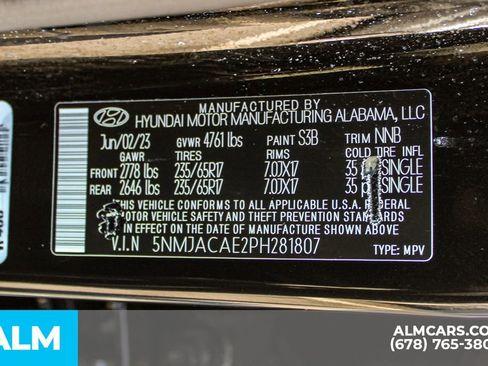 MANUFACTURED BY
HYUNDAI MOTOR MANUFACTURING ALABAMA, LLC
Jun/02/23 GVWR 4761 lbs PAINT S3B TRIM NNB
GAWR TIRES RIMS COLD TIRE INFL
FRONT 2778 lbs 235/65R17 7.0JX17 35 SINGLE
REAR 2646 lbs 235/65R17 7.0JX17 35 SINGLE
THIS VEHICLE CONFORMS TO ALL APPLICABLE U.S.A. FEDERAL
MOTOR VEHICLE SAFETY AND THEFT PREVENTION STANDARDS
IN EFFECT ON THE DATE OF MANUFACTURE SHOWN ABOVE.
V.I.N 5NMJACAE2PH281807 TYPE: MPV
ALM
ALMCARS.CO
(678) 765-380